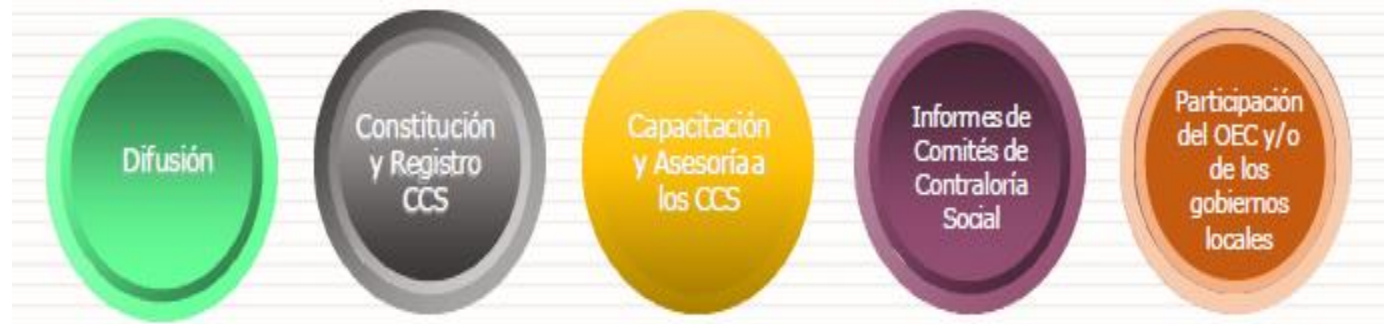 Difusión
Constitución
y Registro
CCS
Capacitación
y Asesoría a
los CCS
Informes de
Comités de
Contraloría
Social
Participación
del OEC y/o
de los
gobiernos
locales